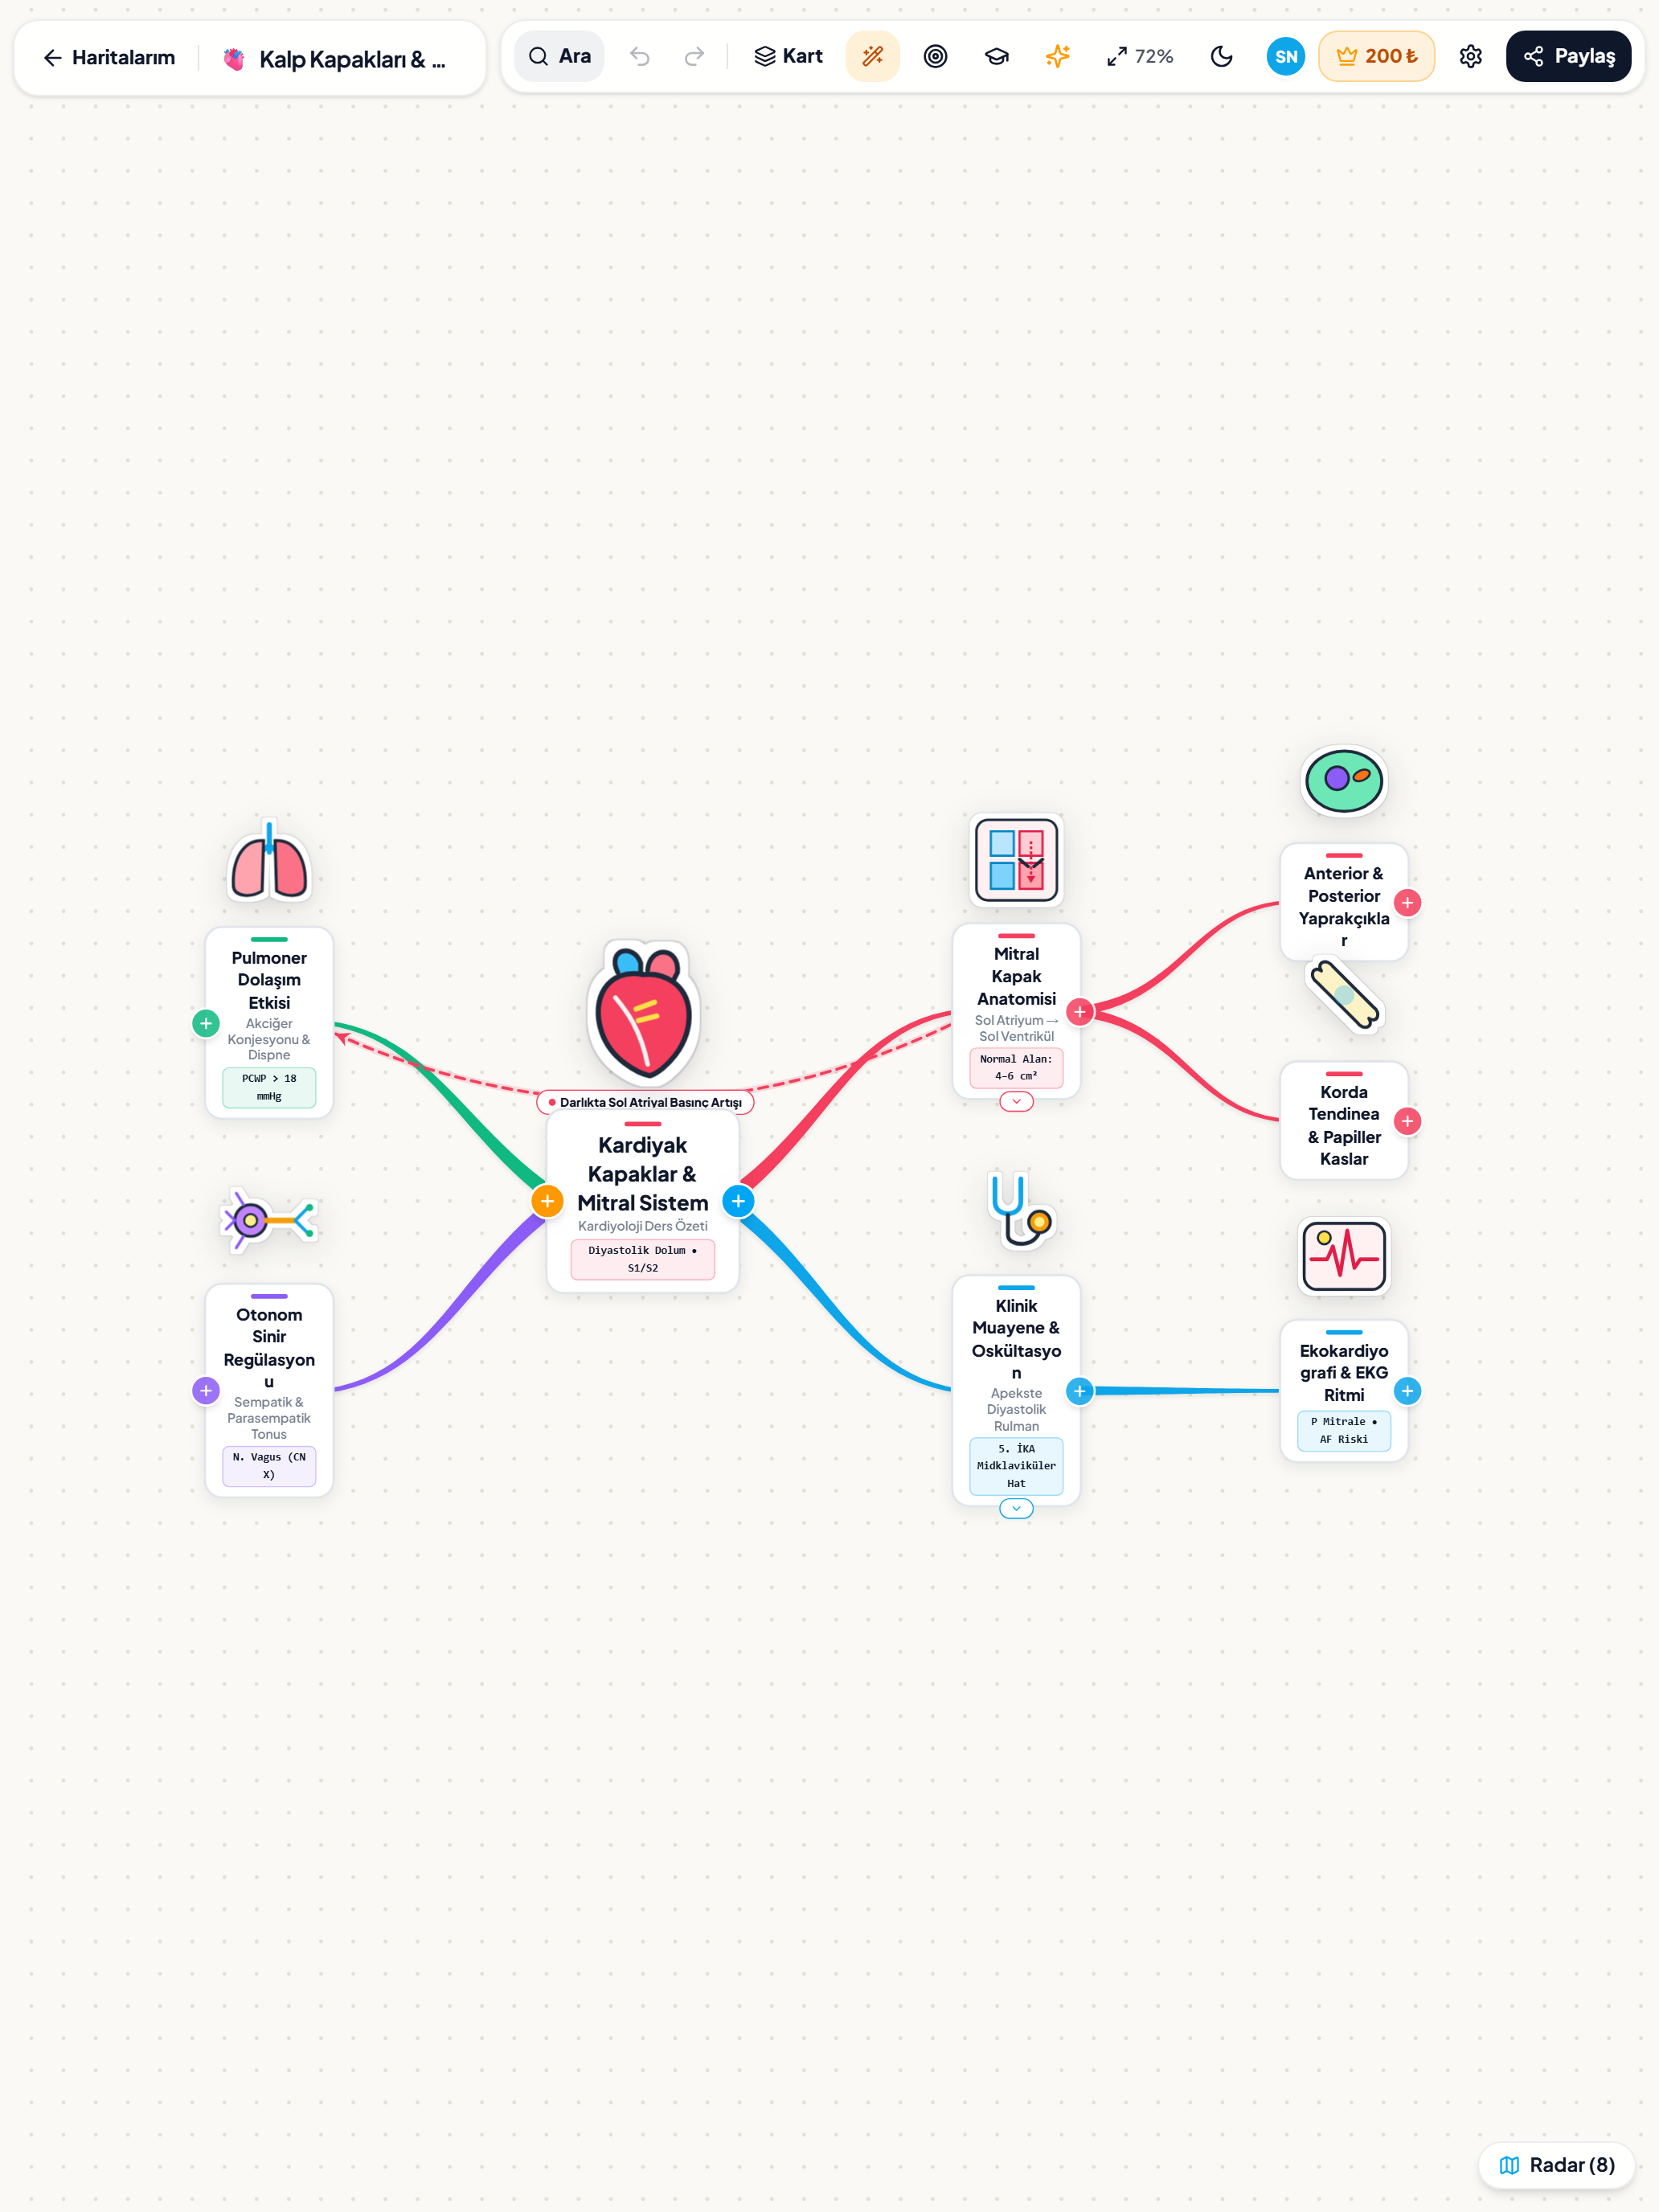 Haritalarım
Kalp Kapakları & ...
Ara
Kart
72%
SN
200 ₺
Paylaş
Pulmoner
Dolaşım
Etkisi
Akciğer
Konjesyonu &
Dispne
PCWP > 18
mmHg
Otonom
Sinir
Regülasyon
u
Sempatik &
Parasempatik
Tonus
N. Vagus (CN
X)
Darlıkta Sol Atriyal Basınç Artışı
Kardiyak
Kapaklar &
Mitral Sistem
Kardiyoloji Ders Özeti
Diyastolik Dolum •
S1/S2
Mitral
Kapak
Anatomisi
Sol Atriyum →
Sol Ventrikül
Normal Alan:
4–6 cm²
Klinik
Muayene &
Oskültasyo
n
Apekste
Diyastolik
Rulman
5. İKA
Midklaviküler
Hat
Anterior &
Posterior
Yaprakçıkla
r
Korda
Tendinea
& Papiller
Kaslar
Ekokardiyo
grafi & EKG
Ritmi
P Mitrale •
AF Riski
Radar (8)